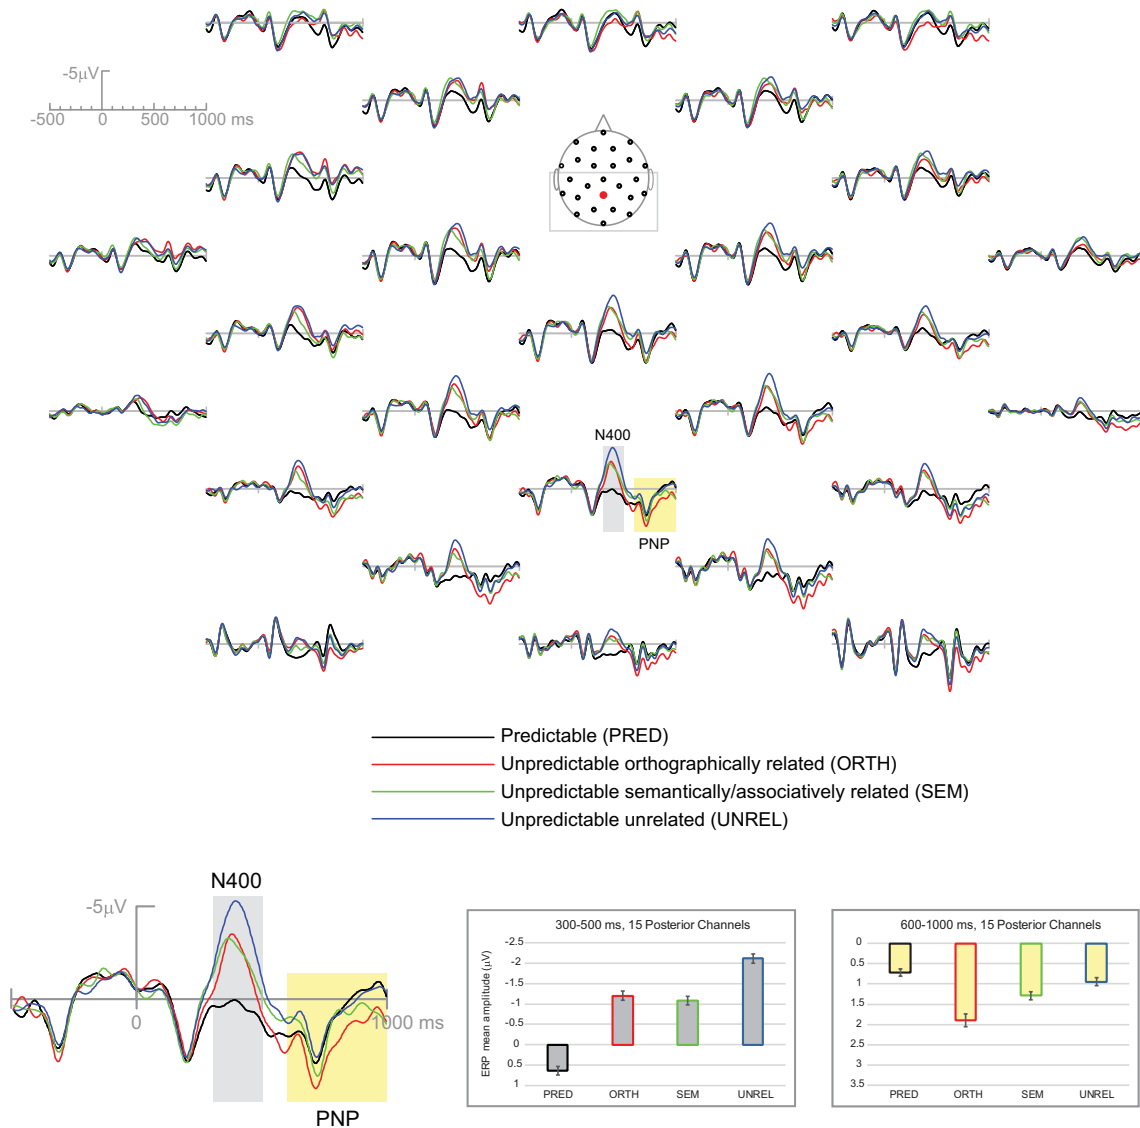 -5μV
-500 0 500 1000 ms
N400
PNP
Predictable (PRED)
Unpredictable orthographically related (ORTH)
Unpredictable semantically/associatively related (SEM)
Unpredictable unrelated (UNREL)
N400
-5μV
0
1000 ms
PNP
300-500 ms, 15 Posterior Channels
ERP mean amplitude (μV)
-2.5
-2
-1.5
-1
-0.5
0
0.5
1
PRED ORTH SEM UNREL
600-1000 ms, 15 Posterior Channels
0
0.5
1
1.5
2
2.5
3
3.5
PRED ORTH SEM UNREL